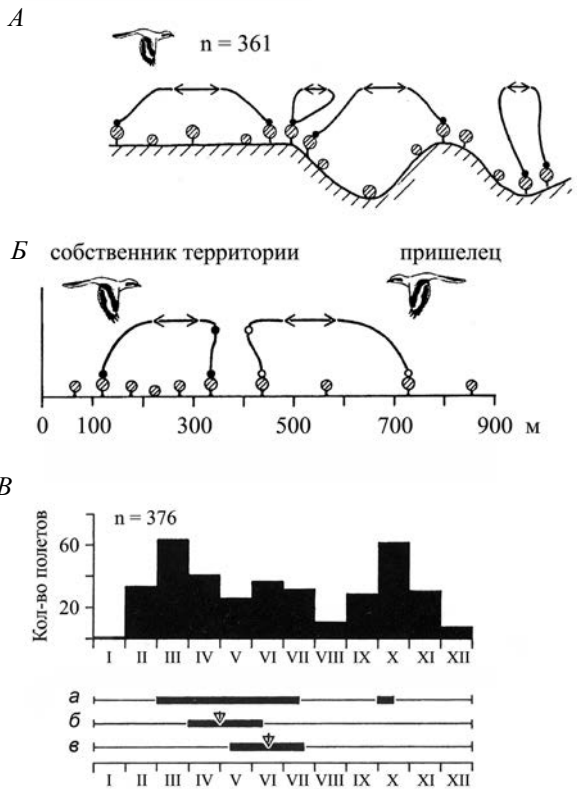 А
n = 361
Б
собственник территории пришелец
0 100 300 500 700 900 м
В
n = 376
Кол-во полетов
60
20
I II III IV V VI VII VIII IX X XI XII
а
б
в
I II III IV V VI VII VIII IX X XI XII